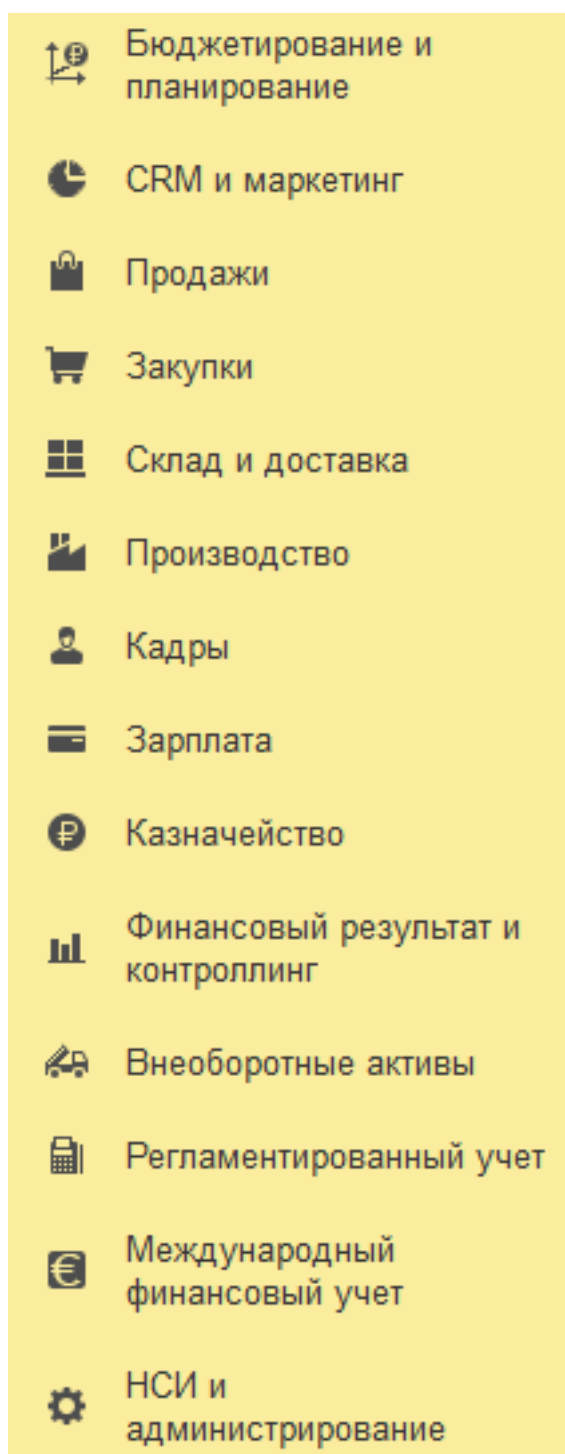 Бюджетирование и
планирование
CRM и маркетинг
Продажи
Закупки
Склад и доставка
Производство
Кадры
Зарплата
Казначейство
Финансовый результат и
контроллинг
Внеоборотные активы
Регламентированный учет
Международный
финансовый учет
НСИ и
администрирование